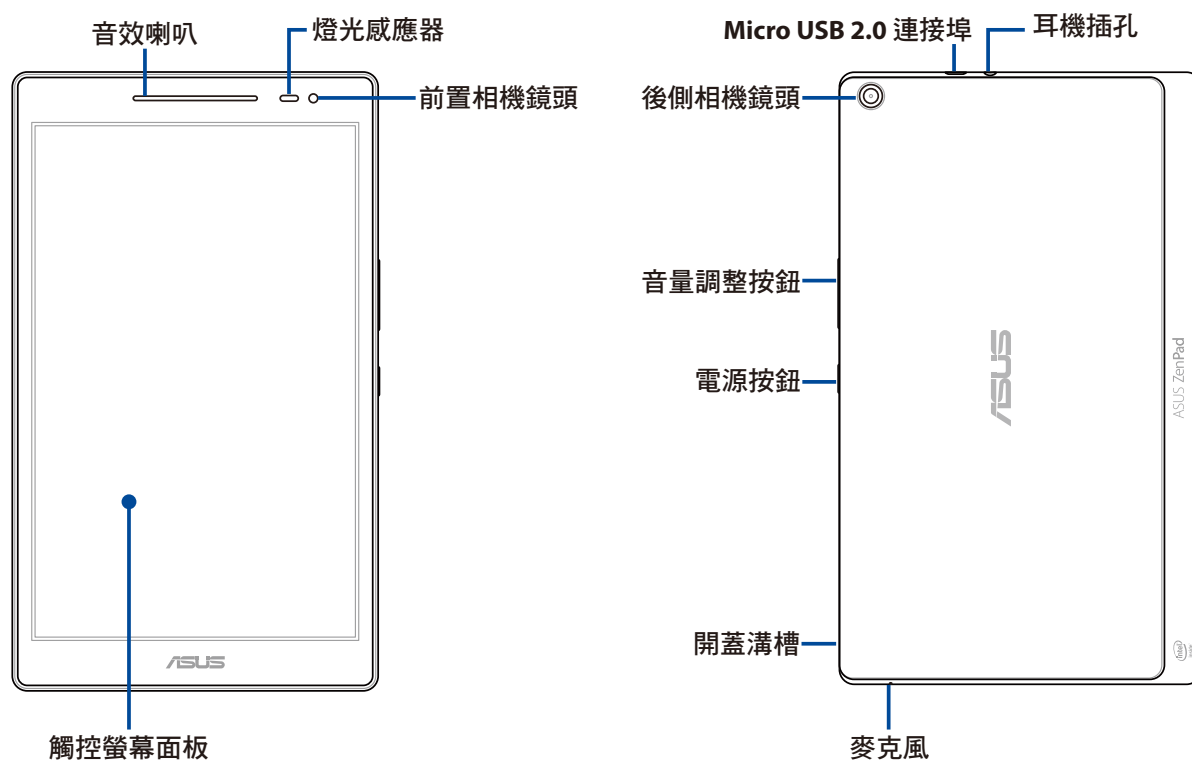 音效喇叭
燈光感應器
前置相機鏡頭
ASUS
觸控螢幕面板
Micro USB 2.0 連接埠
耳機插孔
後側相機鏡頭
音量調整按鈕
電源按鈕
開蓋溝槽
麥克風
ASUS
ASUS ZenPad
intel